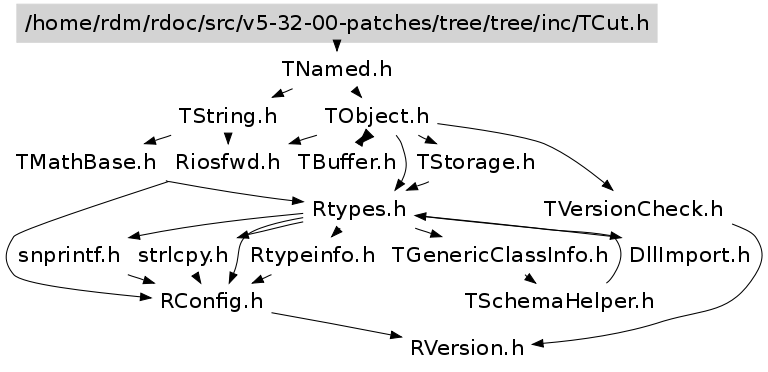 /home/rdm/rdoc/src/v5-32-00-patches/tree/tree/inc/TCut.h
TNamed.h
TString.h
TObject.h
TMathBase.h
Riosfwd.h
TBuffer.h
TStorage.h
Rtypes.h
TVersionCheck.h
snprintf.h
strlcpy.h
Rtypeinfo.h
TGenericClassInfo.h
DllImport.h
RConfig.h
TSchemaHelper.h
RVersion.h